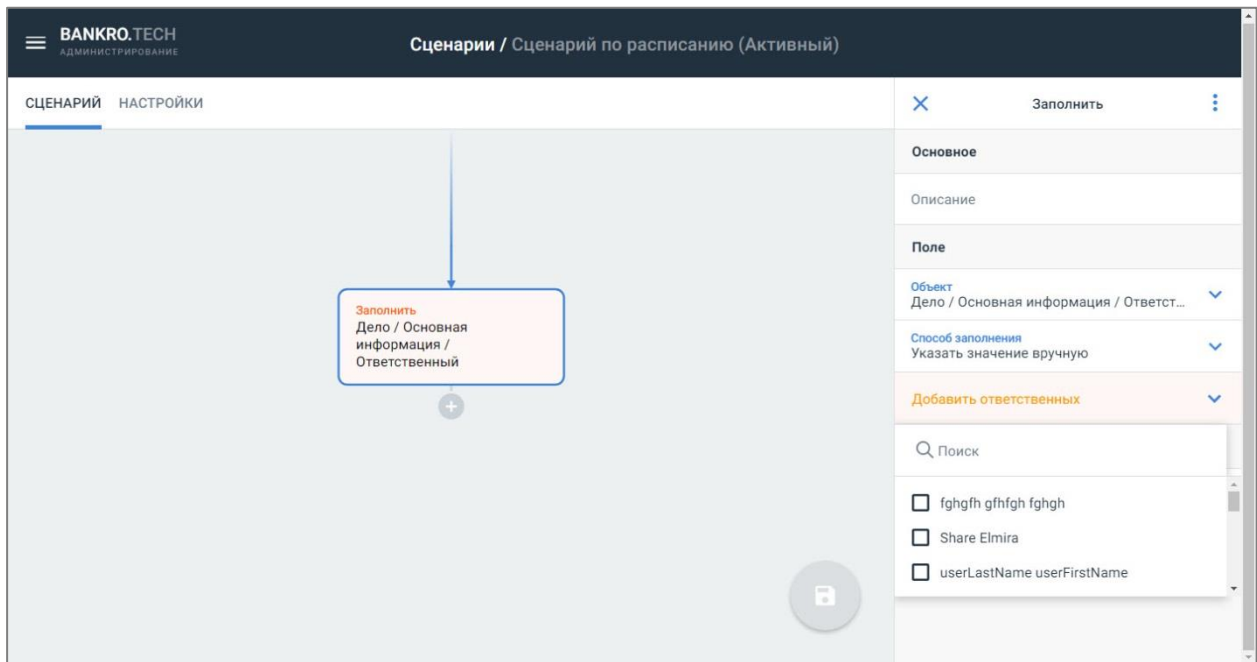 BANKRO.TECH
АДМИНИСТРИРОВАНИЕ
Сценарии / Сценарий по расписанию (Активный)
СЦЕНАРИЙ НАСТРОЙКИ
Заполнить
Дело / Основная
информация /
Ответственный
Заполнить
Основное
Описание
Поле
Объект
Дело / Основная информация / Ответст...
Способ заполнения
Указать значение вручную
Добавить ответственных
Поиск
fghgfh gfhfgh fghgh
Share Elmira
userLastName userFirstName